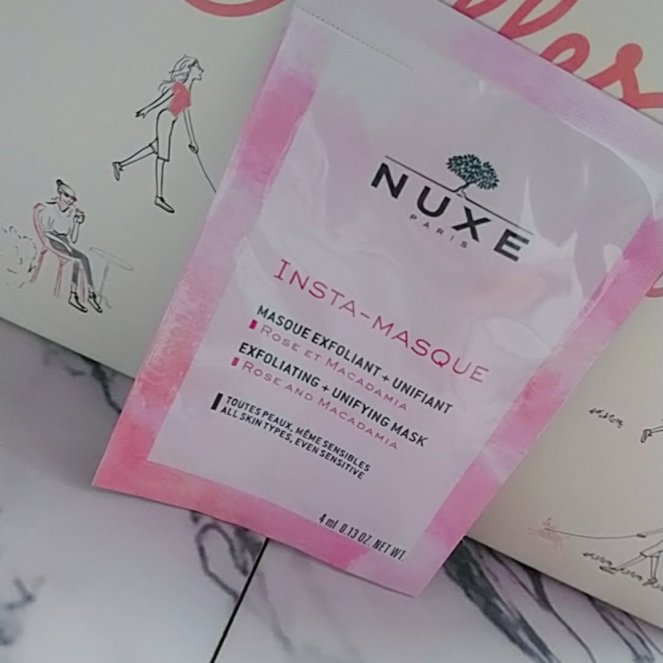 elles
NUXE
PARIS
INSTA-MASQUE
MASQUE EXFOLIANT + UNIFIANT
ROSE ET MACADAMIA
EXFOLIATING + UNIFYING MASK
ROSE AND MACADAMIA
TOUTES PEAUX, MÊME SENSIBLES
ALL SKIN TYPES, EVEN SENSITIVE
4 ml 0.13 OZ. NET WT.